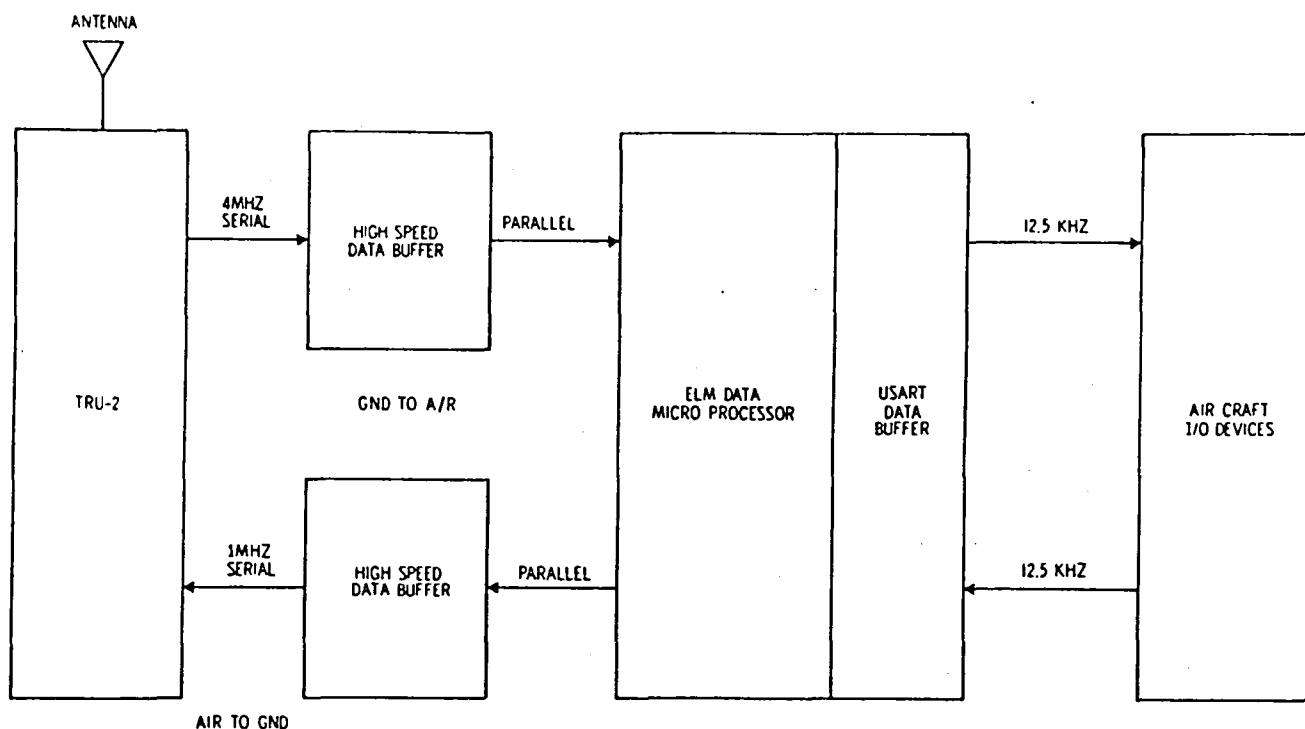 ANTENNA
4MHZ
SERIAL
HIGH SPEED
DATA BUFFER
PARALLEL
12.5 KHZ
TRU-2
GND TO A/R
ELM DATA
MICRO PROCESSOR
USART
DATA
BUFFER
AIR CRAFT
I/O DEVICES
1MHZ
SERIAL
HIGH SPEED
DATA BUFFER
PARALLEL
12.5 KHZ
AIR TO GND